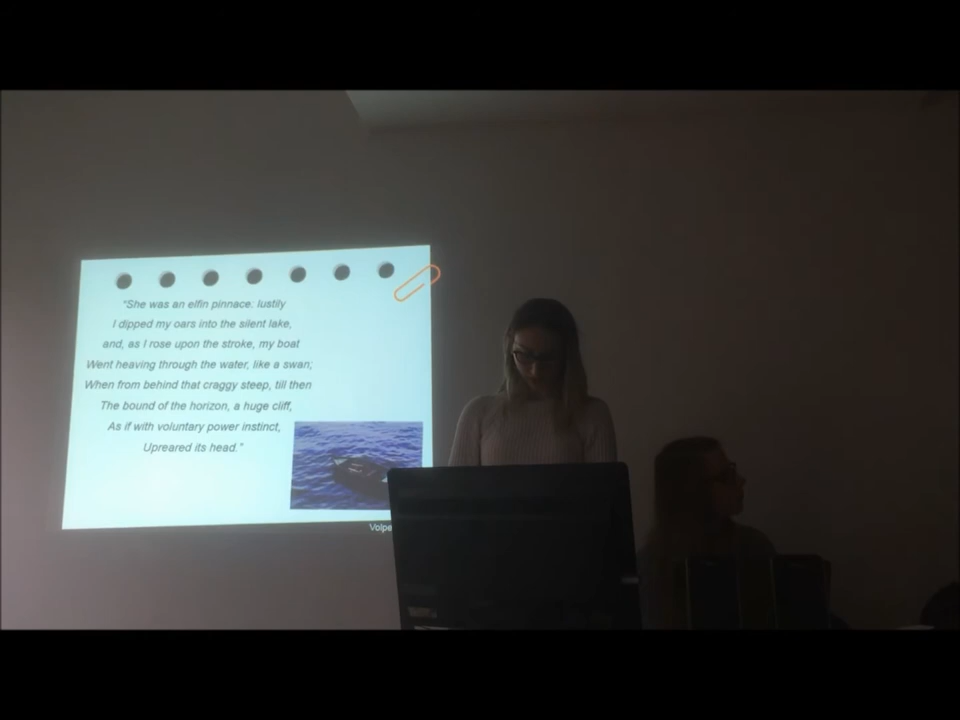 "She was an elfin pinnace: lustily
I dipped my oars into the silent lake,
and, as I rose upon the stroke, my boat
Went heaving through the water, like a swan;
When from behind that craggy steep, till then
The bound of the horizon, a huge cliff,
As if with voluntary power instinct,
Upreared its head."
Volpe